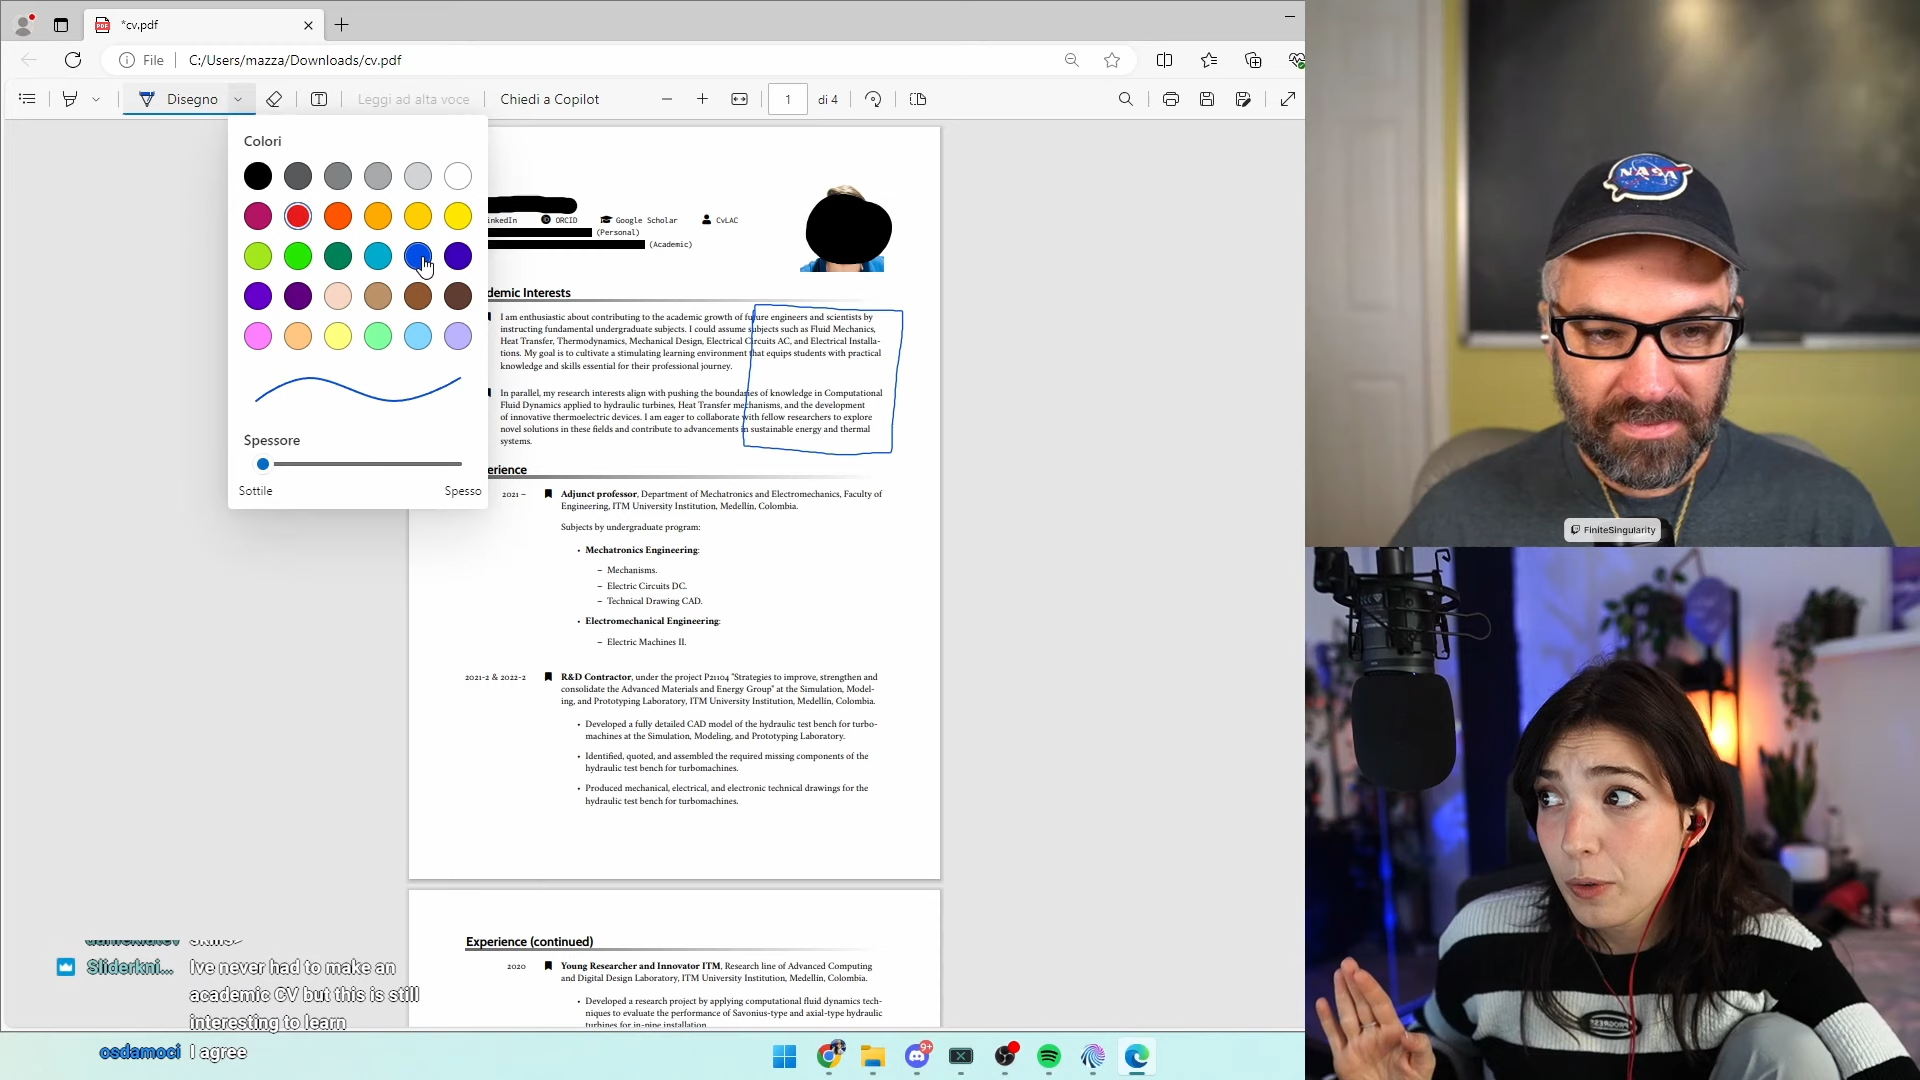 *cv.pdf
File
C:/Users/mazza/Downloads/cv.pdf
Disegno
Leggi ad alta voce
Chiedi a Copilot
1 di 4
Colori
Spessore
Sottile Spesso
ORCID Google Scholar CvLAC
(Personal)
(Academic)
I am enthusiastic about contributing to the academic growth of future engineers and scientists by
instructing fundamental undergraduate subjects. I could assume subjects such as Fluid Mechanics,
Heat Transfer, Thermodynamics, Mechanical Design, Electrical Circuits AC, and Electrical Installa-
tions. My goal is to cultivate a stimulating learning environment that equips students with practical
knowledge and skills essential for their professional journey.
In parallel, my research interests align with pushing the boundaries of knowledge in Computational
Fluid Dynamics applied to hydraulic turbines, Heat Transfer mechanisms, and the development
of innovative thermoelectric devices. I am eager to collaborate with fellow researchers to explore
novel solutions in these fields and contribute to advancements in sustainable energy and thermal
systems.
2021 – Adjunct professor, Department of Mechatronics and Electromechanics, Faculty of
Engineering, ITM University Institution, Medellín, Colombia.
Subjects by undergraduate program:
• Mechatronics Engineering:
– Mechanisms.
– Electric Circuits DC.
– Technical Drawing CAD.
• Electromechanical Engineering:
– Electric Machines II.
2021-2 & 2022-2 R&D Contractor, under the project P21104 "Strategies to improve, strengthen and
consolidate the Advanced Materials and Energy Group" at the Simulation, Model-
ing, and Prototyping Laboratory, ITM University Institution, Medellín, Colombia.
• Developed a fully detailed CAD model of the hydraulic test bench for turbo-
machines at the Simulation, Modeling, and Prototyping Laboratory.
• Identified, quoted, and assembled the required missing components of the
hydraulic test bench for turbomachines.
• Produced mechanical, electrical, and electronic technical drawings for the
hydraulic test bench for turbomachines.
Experience (continued)
2020 Young Researcher and Innovator ITM, Research line of Advanced Computing
and Digital Design Laboratory, ITM University Institution, Medellín, Colombia.
• Developed a research project by applying computational fluid dynamics tech-
niques to evaluate the performance of Savonius-type and axial-type hydraulic
turbines for in-pipe installation
Sliderkni... Ive never had to make an
academic CV but this is still
interesting to learn
osdamoci I agree
9+
NASA
FiniteSingularity